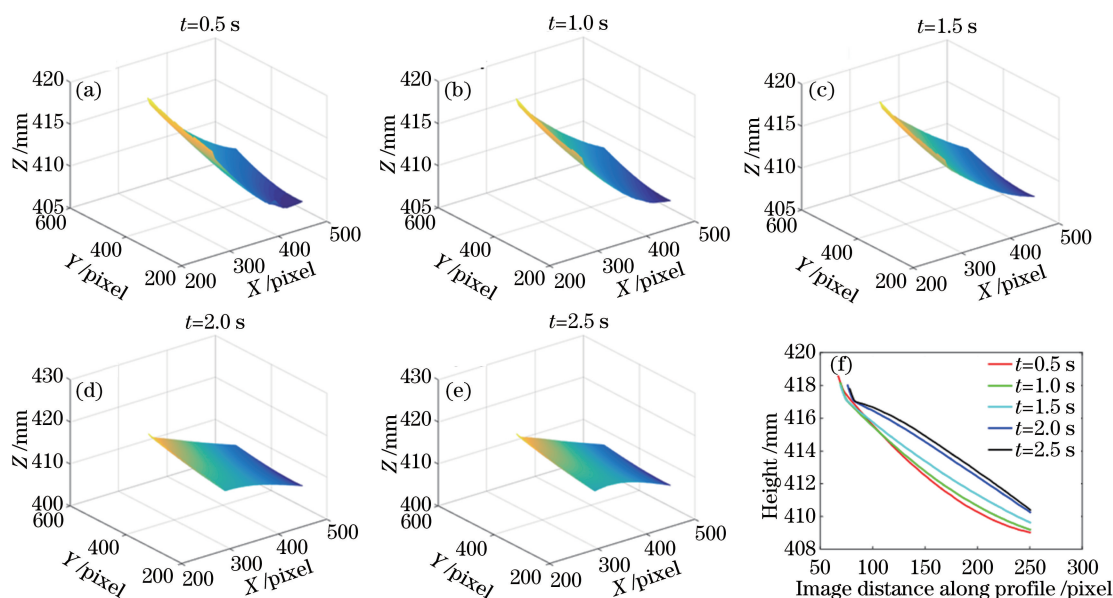 t=0.5 s
(a)
420
415
410
405
Z /mm
600
400
200
Y /pixel
200
300
400
500
X /pixel
t=1.0 s
(b)
420
415
410
405
Z /mm
600
400
200
Y /pixel
200
300
400
500
X /pixel
t=1.5 s
(c)
420
415
410
405
Z /mm
600
400
200
Y /pixel
200
300
400
500
X /pixel
t=2.0 s
(d)
430
420
410
400
Z /mm
600
400
200
Y /pixel
200
300
400
500
X /pixel
t=2.5 s
(e)
430
420
410
400
Z /mm
600
400
200
Y /pixel
200
300
400
500
X /pixel
(f)
420
418
416
414
412
410
408
Height /mm
t=0.5 s
t=1.0 s
t=1.5 s
t=2.0 s
t=2.5 s
50 100 150 200 250 300
Image distance along profile /pixel